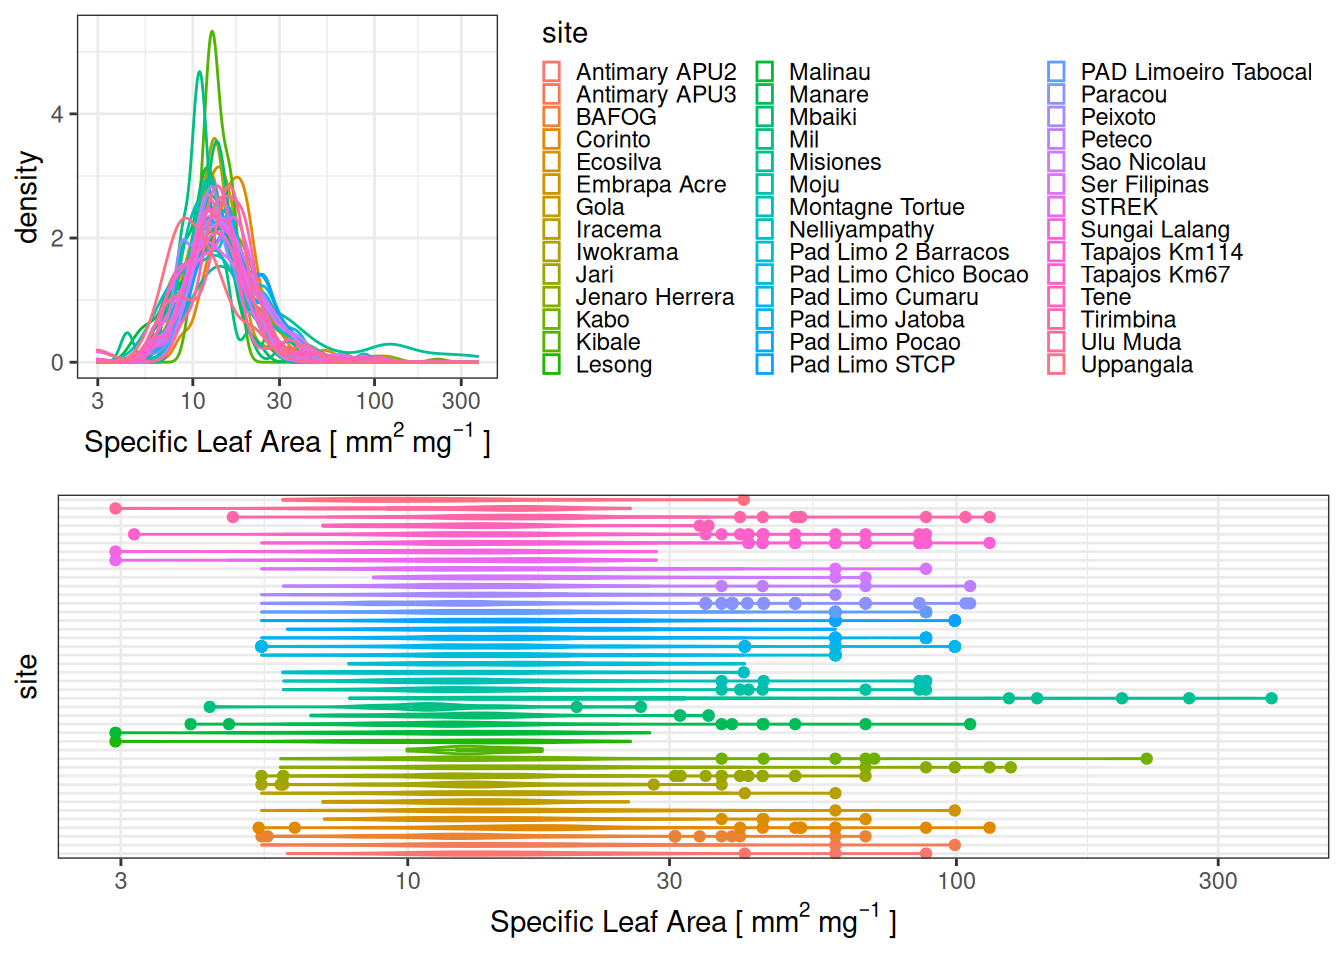 density
0
2
4
3 10 30 100 300
Specific Leaf Area [ mm2 mg−1 ]
site
Antimary APU2
Antimary APU3
BAFOG
Corinto
Ecosilva
Embrapa Acre
Gola
Iracema
Iwokrama
Jari
Jenaro Herrera
Kabo
Kibale
Lesong
Malinau
Manare
Mbaiki
Mil
Misiones
Moju
Montagne Tortue
Nelliyampathy
Pad Limo 2 Barracos
Pad Limo Chico Bocao
Pad Limo Cumaru
Pad Limo Jatoba
Pad Limo Pocao
Pad Limo STCP
PAD Limoeiro Tabocal
Paracou
Peixoto
Peteco
Sao Nicolau
Ser Filipinas
STREK
Sungai Lalang
Tapajos Km114
Tapajos Km67
Tene
Tirimbina
Ulu Muda
Uppangala
site
3 10 30 100 300
Specific Leaf Area [ mm2 mg−1 ]